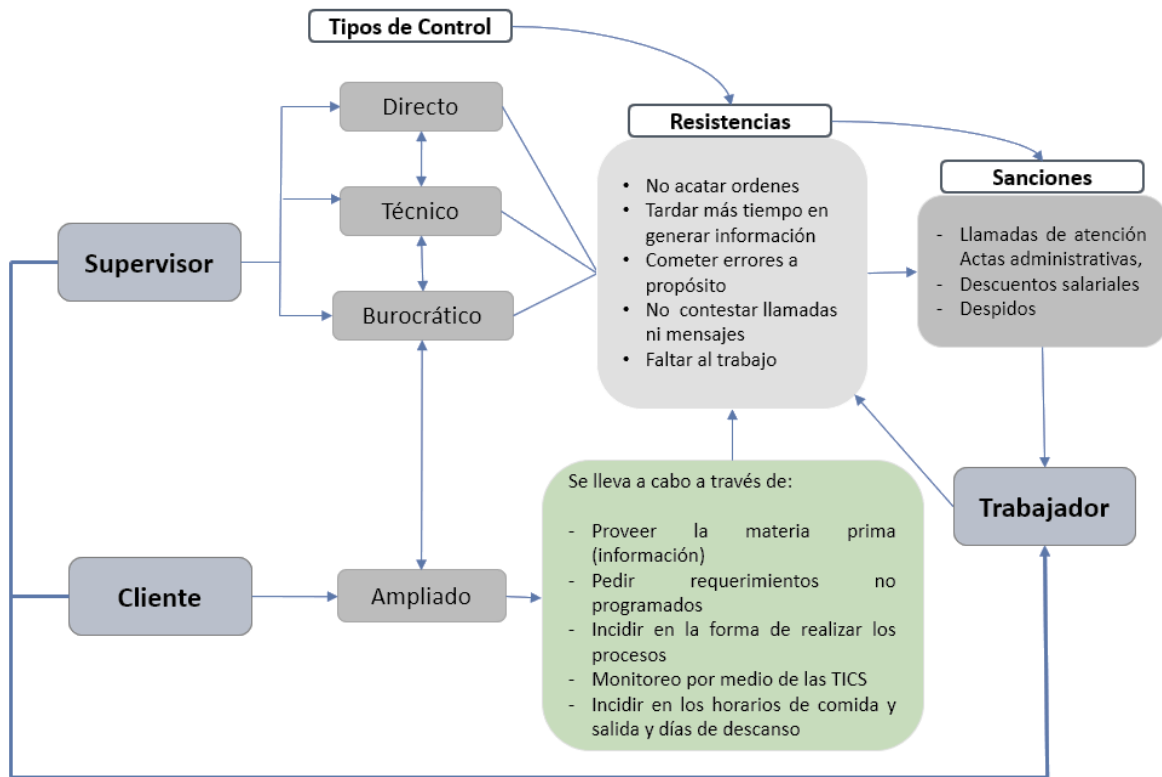 Tipos de Control
Directo
Técnico
Burocrático
Supervisor
Resistencias
• No acatar ordenes
• Tardar más tiempo en
generar información
• Cometer errores a
propósito
• No contestar llamadas
ni mensajes
• Faltar al trabajo
Sanciones
- Llamadas de atención
Actas administrativas,
- Descuentos salariales
- Despidos
Cliente
Ampliado
Se lleva a cabo a través de:
- Proveer la materia prima
(información)
- Pedir requerimientos no
programados
- Incidir en la forma de realizar los
procesos
- Monitoreo por medio de las TICS
- Incidir en los horarios de comida y
salida y días de descanso
Trabajador